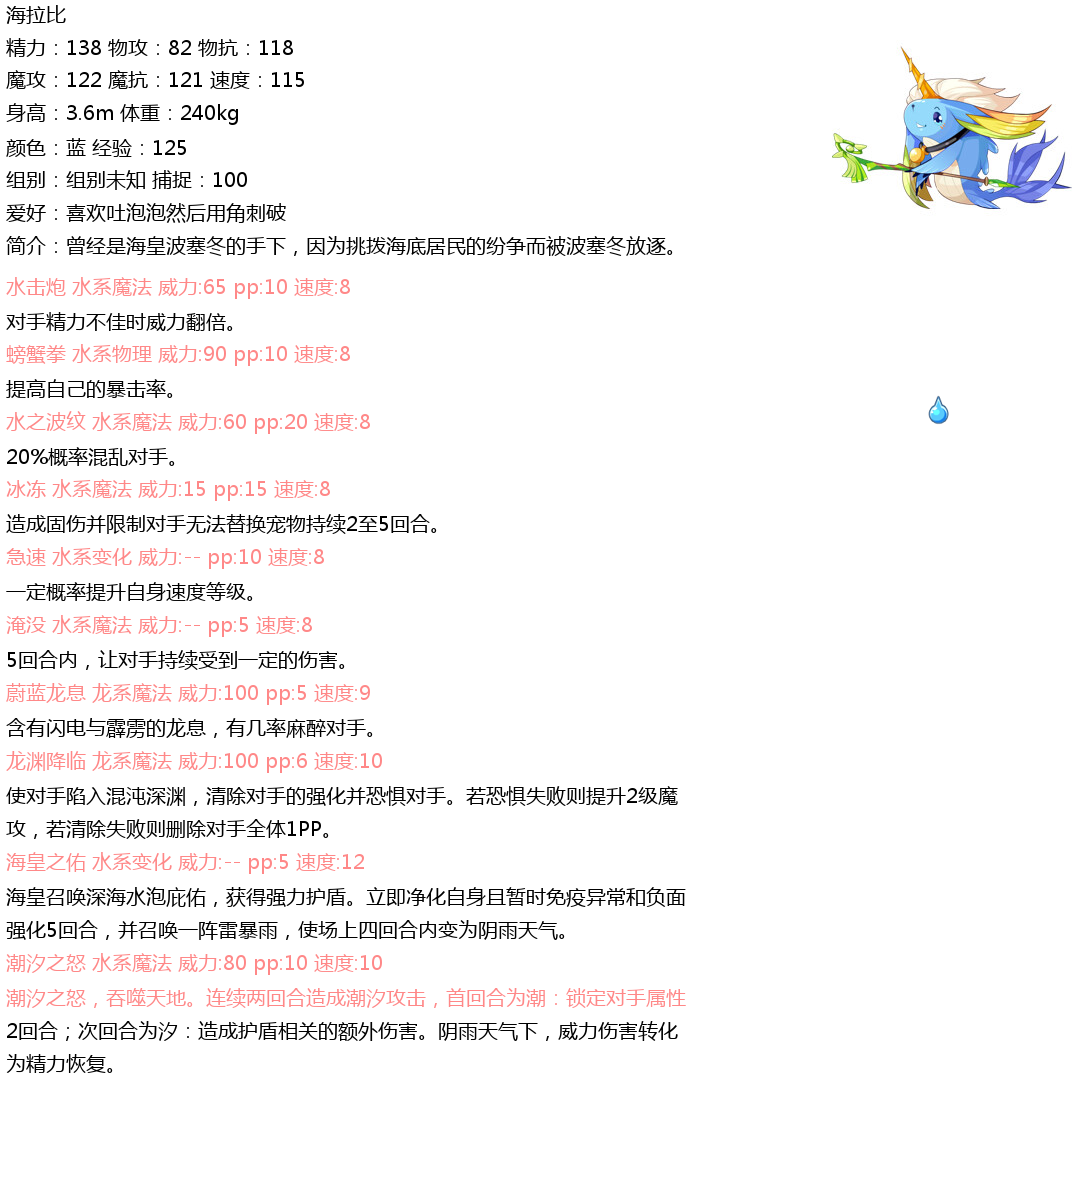 海拉比
精力：138 物攻：82 物抗：118
魔攻：122 魔抗：121 速度：115
身高：3.6m 体重：240kg
颜色：蓝 经验：125
组别：组别未知 捕捉：100
爱好：喜欢吐泡泡然后用角刺破
简介：曾经是海皇波塞冬的手下，因为挑拨海底居民的纷争而被波塞冬放逐。
水击炮 水系魔法 威力:65 pp:10 速度:8
对手精力不佳时威力翻倍。
螃蟹拳 水系物理 威力:90 pp:10 速度:8
提高自己的暴击率。
水之波纹 水系魔法 威力:60 pp:20 速度:8
20%概率混乱对手。
冰冻 水系魔法 威力:15 pp:15 速度:8
造成固伤并限制对手无法替换宠物持续2至5回合。
急速 水系变化 威力:-- pp:10 速度:8
一定概率提升自身速度等级。
淹没 水系魔法 威力:-- pp:5 速度:8
5回合内，让对手持续受到一定的伤害。
蔚蓝龙息 龙系魔法 威力:100 pp:5 速度:9
含有闪电与霹雳的龙息，有几率麻醉对手。
龙渊降临 龙系魔法 威力:100 pp:6 速度:10
使对手陷入混沌深渊，清除对手的强化并恐惧对手。若恐惧失败则提升2级魔
攻，若清除失败则删除对手全体1PP。
海皇之佑 水系变化 威力:-- pp:5 速度:12
海皇召唤深海水泡庇佑，获得强力护盾。立即净化自身且暂时免疫异常和负面
强化5回合，并召唤一阵雷暴雨，使场上四回合内变为阴雨天气。
潮汐之怒 水系魔法 威力:80 pp:10 速度:10
潮汐之怒，吞噬天地。连续两回合造成潮汐攻击，首回合为潮：锁定对手属性
2回合；次回合为汐：造成护盾相关的额外伤害。阴雨天气下，威力伤害转化
为精力恢复。